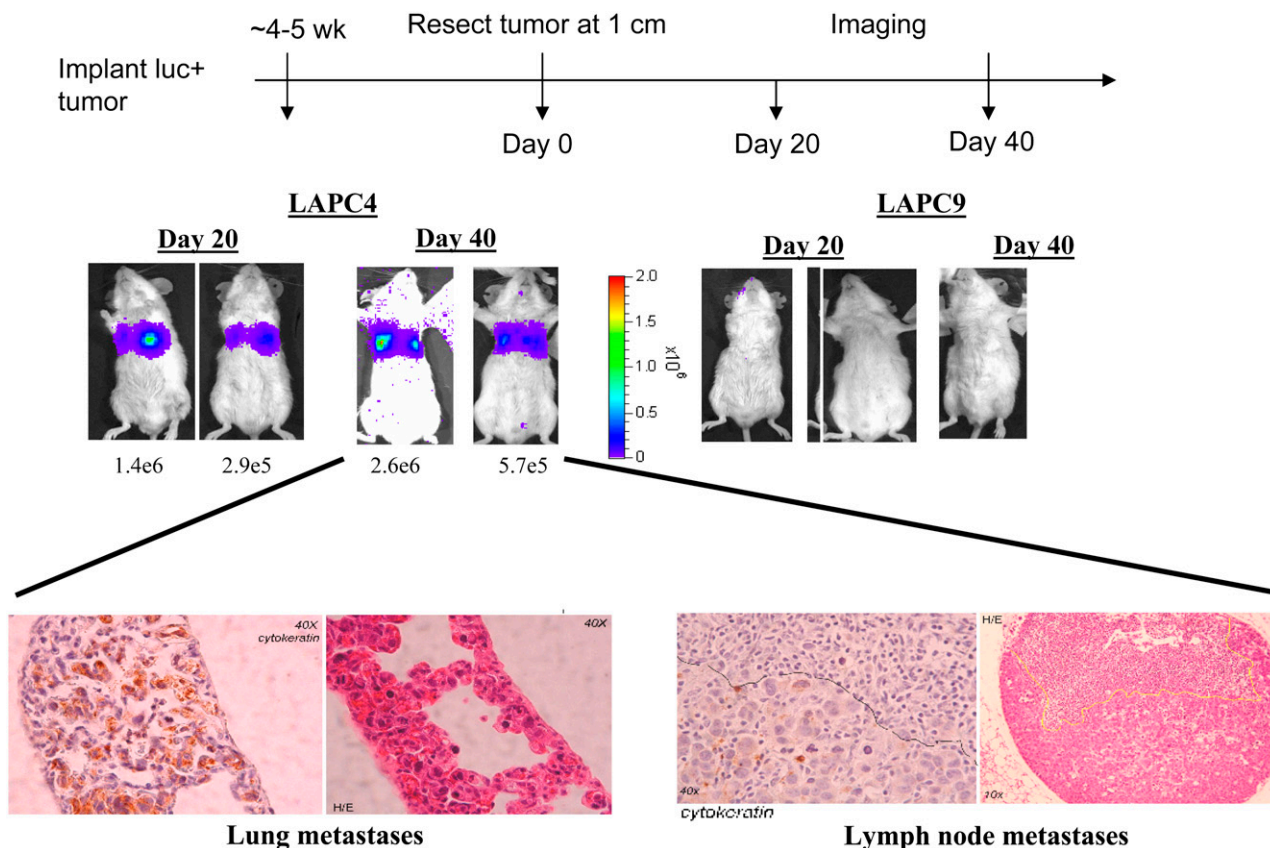 ~4-5 wk
Resect tumor at 1 cm
Imaging
Implant luc+
tumor
Day 0
Day 20
Day 40
LAPC4
LAPC9
Day 20
Day 40
Day 20
Day 40
2.0
1.5
1.0
0.5
0
x10^6
1.4e6
2.9e5
2.6e6
5.7e5
40X
cytokeratin
40X
H/E
H/E
40x
cytokeratin
10x
Lung metastases
Lymph node metastases